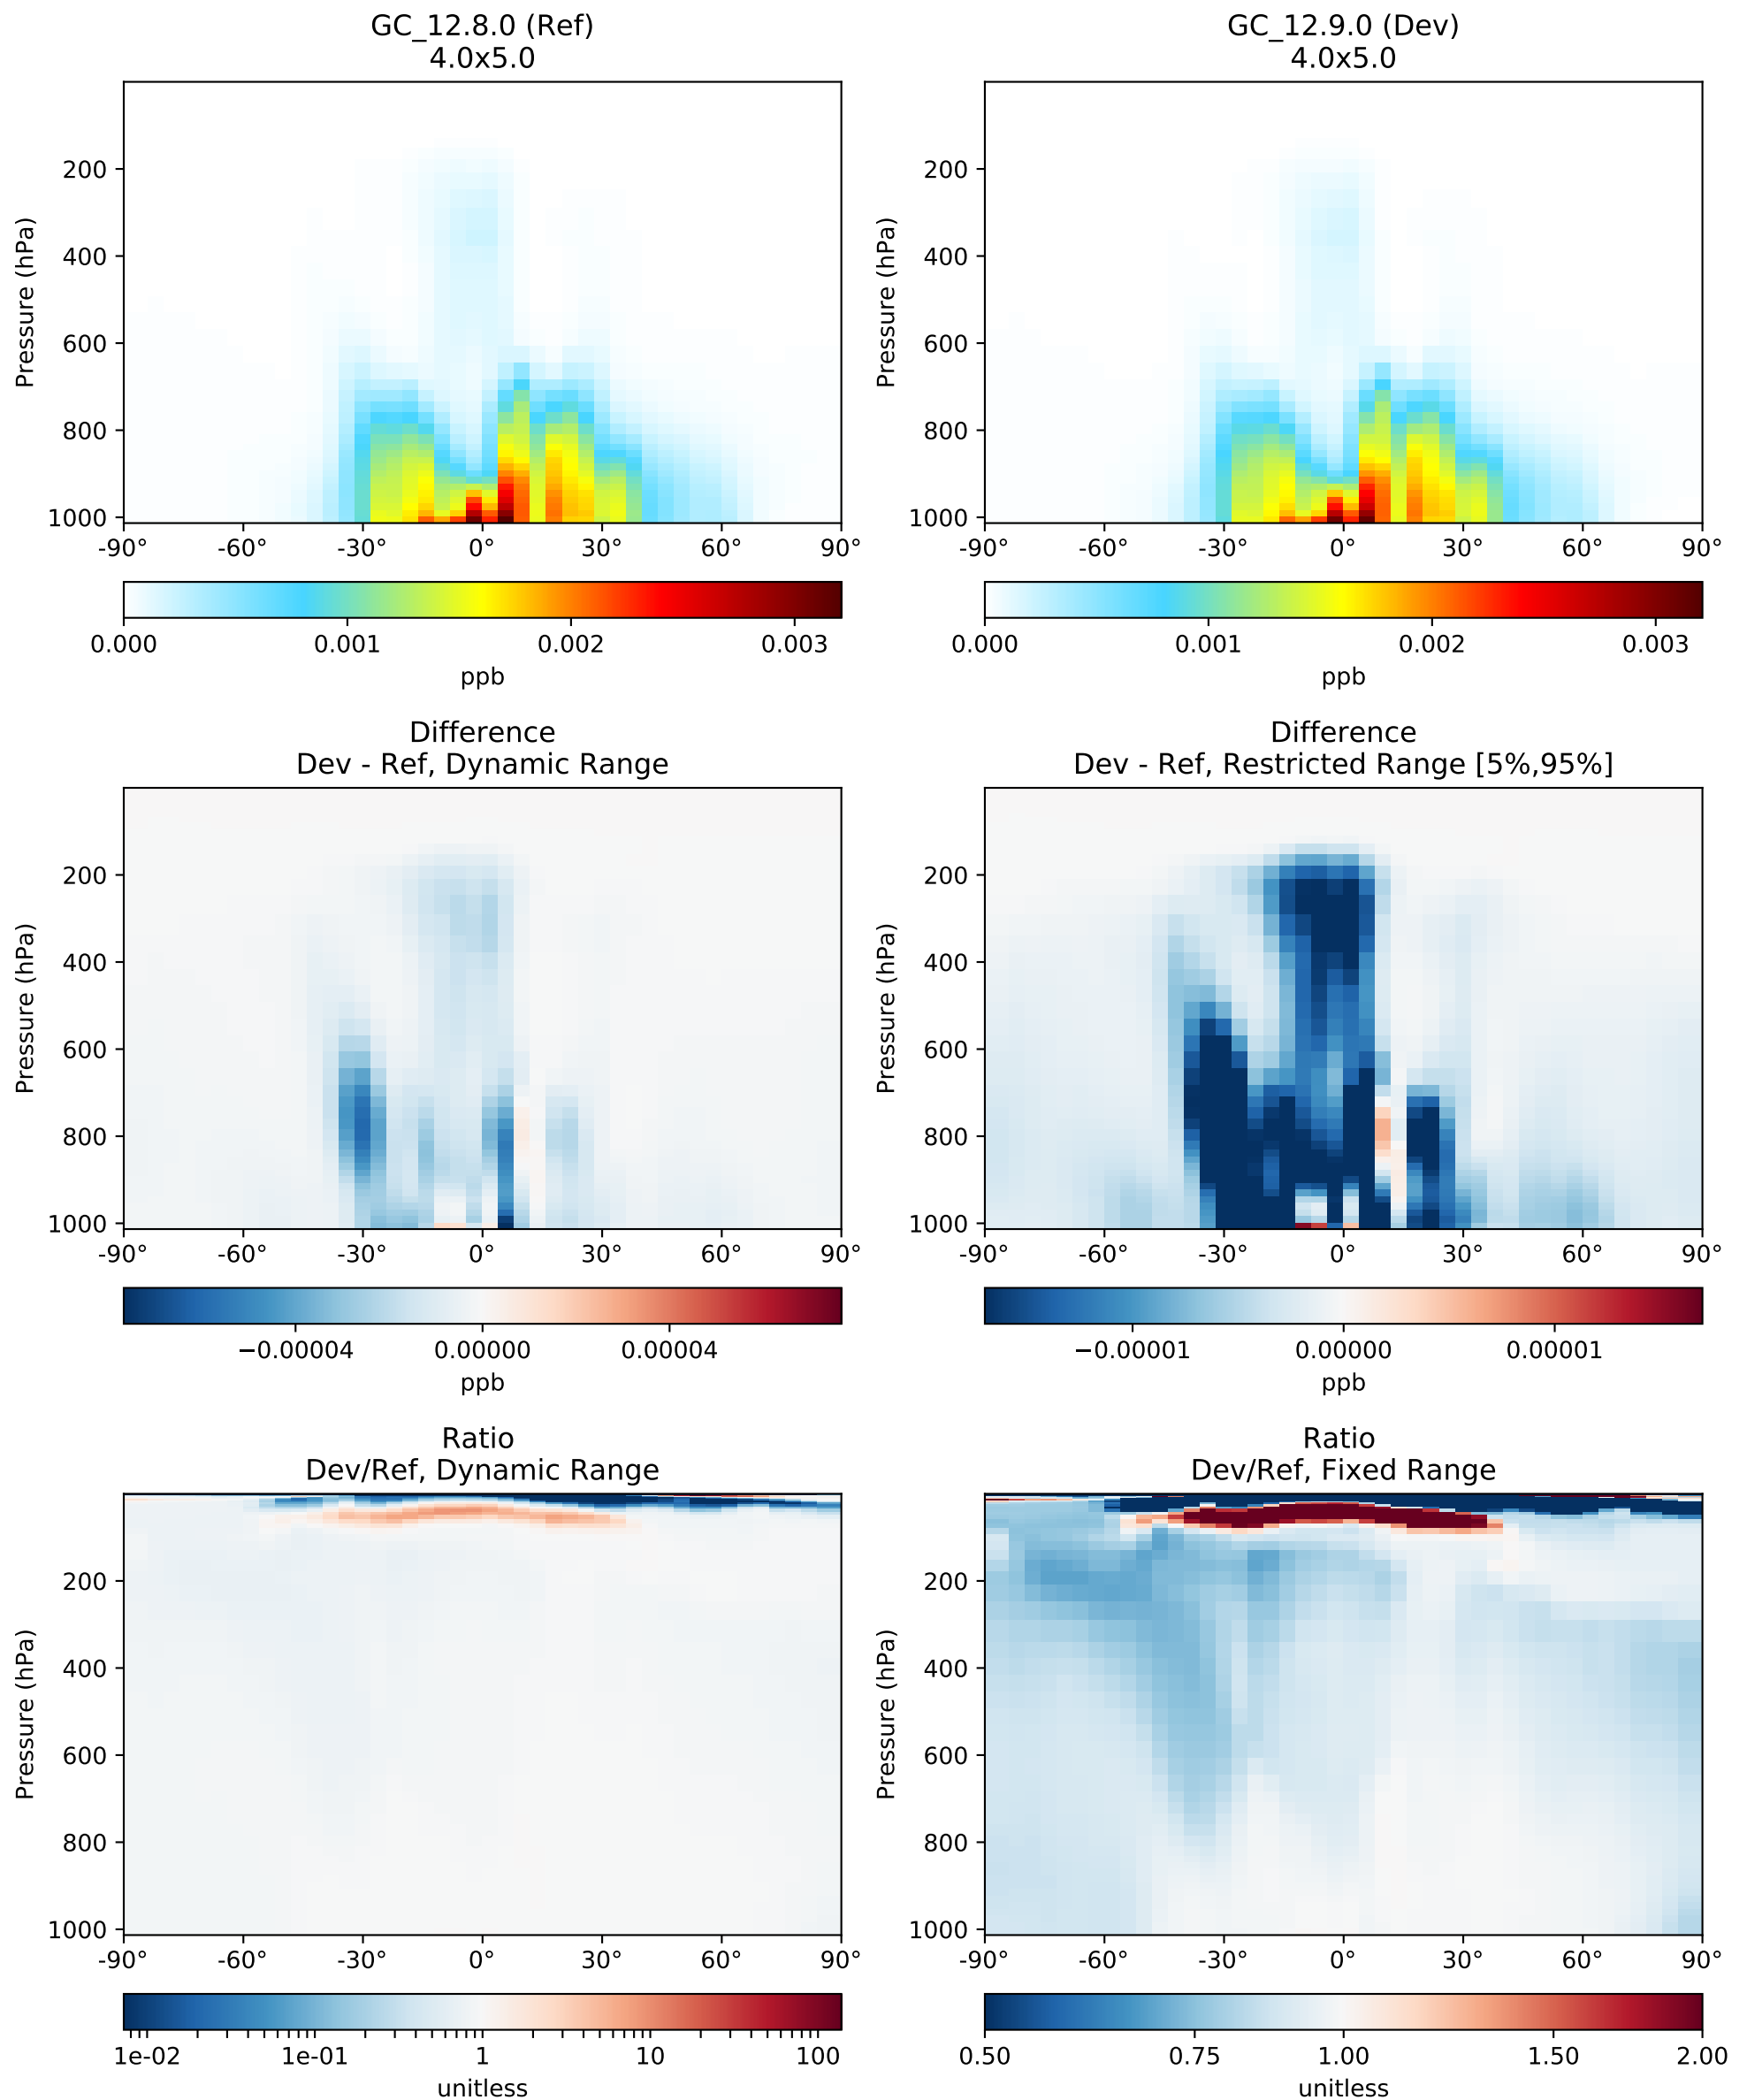 GC_12.8.0 (Ref)
4.0x5.0
Pressure (hPa)
200
400
600
800
1000
-90° -60° -30° 0° 30° 60° 90°
0.000 0.001 0.002 0.003
ppb
GC_12.9.0 (Dev)
4.0x5.0
Pressure (hPa)
200
400
600
800
1000
-90° -60° -30° 0° 30° 60° 90°
0.000 0.001 0.002 0.003
ppb
Difference
Dev - Ref, Dynamic Range
Pressure (hPa)
200
400
600
800
1000
-90° -60° -30° 0° 30° 60° 90°
−0.00004 0.00000 0.00004
ppb
Difference
Dev - Ref, Restricted Range [5%,95%]
Pressure (hPa)
200
400
600
800
1000
-90° -60° -30° 0° 30° 60° 90°
−0.00001 0.00000 0.00001
ppb
Ratio
Dev/Ref, Dynamic Range
Pressure (hPa)
200
400
600
800
1000
-90° -60° -30° 0° 30° 60° 90°
1e-02 1e-01 1 10 100
unitless
Ratio
Dev/Ref, Fixed Range
Pressure (hPa)
200
400
600
800
1000
-90° -60° -30° 0° 30° 60° 90°
0.50 0.75 1.00 1.50 2.00
unitless